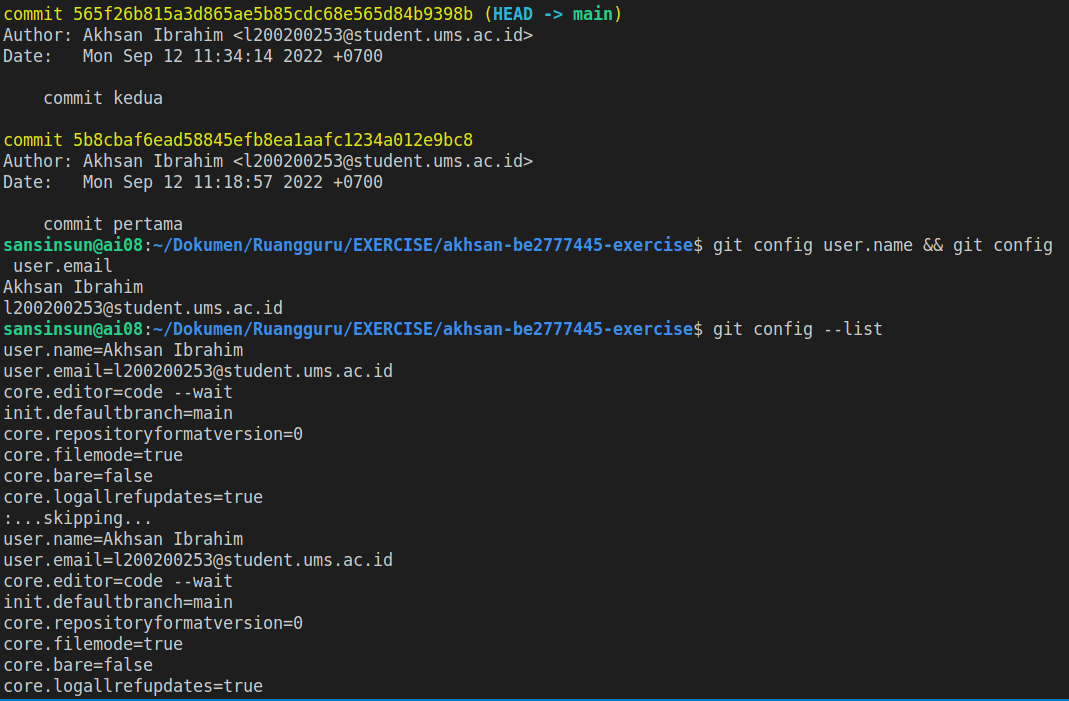 commit 565f26b815a3d865ae5b85cdc68e565d84b9398b (HEAD -> main)
Author: Akhsan Ibrahim <l200200253@student.ums.ac.id>
Date:   Mon Sep 12 11:34:14 2022 +0700

    commit kedua

commit 5b8cbaf6ead58845efb8ea1aafc1234a012e9bc8
Author: Akhsan Ibrahim <l200200253@student.ums.ac.id>
Date:   Mon Sep 12 11:18:57 2022 +0700

    commit pertama
sansinsun@ai08:~/Dokumen/Ruangguru/EXERCISE/akhsan-be2777445-exercise$ git config user.name && git config
 user.email
Akhsan Ibrahim
l200200253@student.ums.ac.id
sansinsun@ai08:~/Dokumen/Ruangguru/EXERCISE/akhsan-be2777445-exercise$ git config --list
user.name=Akhsan Ibrahim
user.email=l200200253@student.ums.ac.id
core.editor=code --wait
init.defaultbranch=main
core.repositoryformatversion=0
core.filemode=true
core.bare=false
core.logallrefupdates=true
:...skipping...
user.name=Akhsan Ibrahim
user.email=l200200253@student.ums.ac.id
core.editor=code --wait
init.defaultbranch=main
core.repositoryformatversion=0
core.filemode=true
core.bare=false
core.logallrefupdates=true